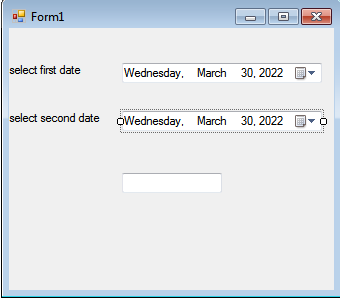 Form1
select first date Wednesday, March 30, 2022
select second date Wednesday, March 30, 2022